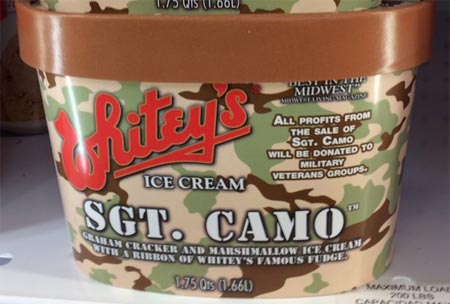 1.75 Qts (1.66L)
BEST IN THE
MIDWEST"
MIDWEST LIVING MAGAZINE
Whitey's
ICE CREAM
ALL PROFITS FROM
THE SALE OF
SGT. CAMO
WILL BE DONATED TO
MILITARY
VETERANS GROUPS.
SGT. CAMO™
GRAHAM CRACKER AND MARSHMALLOW ICE CREAM
WITH A RIBBON OF WHITEY'S FAMOUS FUDGE.
1.75 Qts (1.66L)
MAXIMUM LOAD
200 LBS
CAPACIDAD